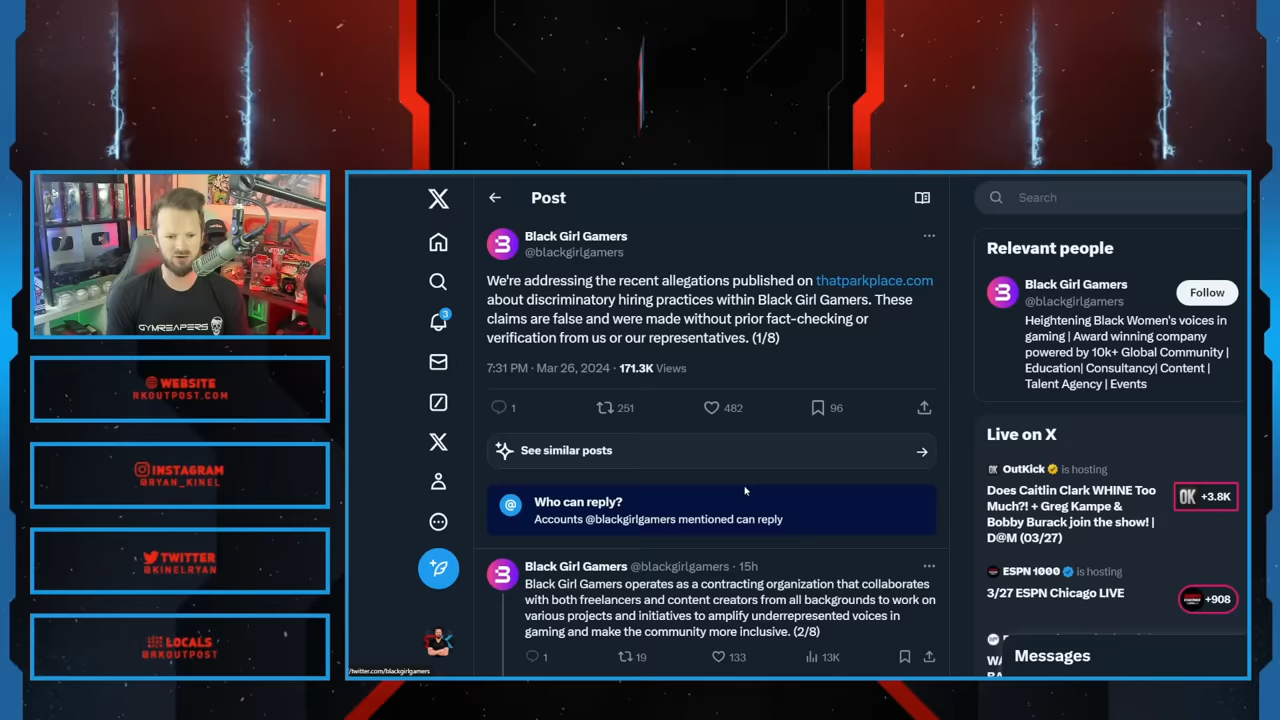 GYMREAPERS
WEBSITE
RKOUTPOST.COM
INSTAGRAM
@RYAN_KINEL
TWITTER
@KINELRYAN
LOCALS
@RKOUTPOST
Post
Black Girl Gamers
@blackgirlgamers
We're addressing the recent allegations published on thatparkplace.com
about discriminatory hiring practices within Black Girl Gamers. These
claims are false and were made without prior fact-checking or
verification from us or our representatives. (1/8)
7:31 PM · Mar 26, 2024 · 171.3K Views
1 251 482 96
See similar posts
Who can reply?
Accounts @blackgirlgamers mentioned can reply
Black Girl Gamers @blackgirlgamers · 15h
Black Girl Gamers operates as a contracting organization that collaborates
with both freelancers and content creators from all backgrounds to work on
various projects and initiatives to amplify underrepresented voices in
gaming and make the community more inclusive. (2/8)
1 19 133 13K
/twitter.com/blackgirlgamers
3
Search
Relevant people
Black Girl Gamers
@blackgirlgamers
Follow
Heightening Black Women's voices in
gaming | Award winning company
powered by 10k+ Global Community |
Education| Consultancy| Content |
Talent Agency | Events
Live on X
OutKick is hosting
Does Caitlin Clark WHINE Too
Much?! + Greg Kampe &
Bobby Burack join the show! |
D@M (03/27)
OK +3.8K
ESPN 1000 is hosting
3/27 ESPN Chicago LIVE
+908
Messages